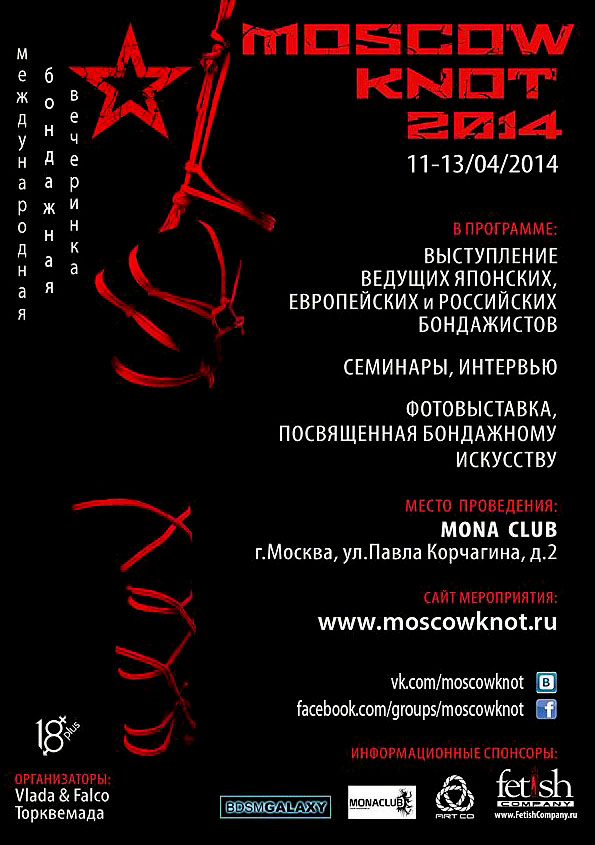 международная
бондажная
вечеринка
MOSCOW
KNOT
2014
11-13/04/2014
В ПРОГРАММЕ:
ВЫСТУПЛЕНИЕ
ВЕДУЩИХ ЯПОНСКИХ,
ЕВРОПЕЙСКИХ и РОССИЙСКИХ
БОНДАЖИСТОВ
СЕМИНАРЫ, ИНТЕРВЬЮ
ФОТОВЫСТАВКА,
ПОСВЯЩЕННАЯ БОНДАЖНОМУ
ИСКУССТВУ
МЕСТО ПРОВЕДЕНИЯ:
MONA CLUB
г.Москва, ул.Павла Корчагина, д.2
САЙТ МЕРОПРИЯТИЯ:
www.moscowknot.ru
vk.com/moscowknot B
facebook.com/groups/moscowknot f
18+ plus
ИНФОРМАЦИОННЫЕ СПОНСОРЫ:
ОРГАНИЗАТОРЫ:
Vlada & Falco
Торквемада
BDSMGALAXY
MONACLUB
ART CO
fetish
COMPANY
www.FetishCompany.ru